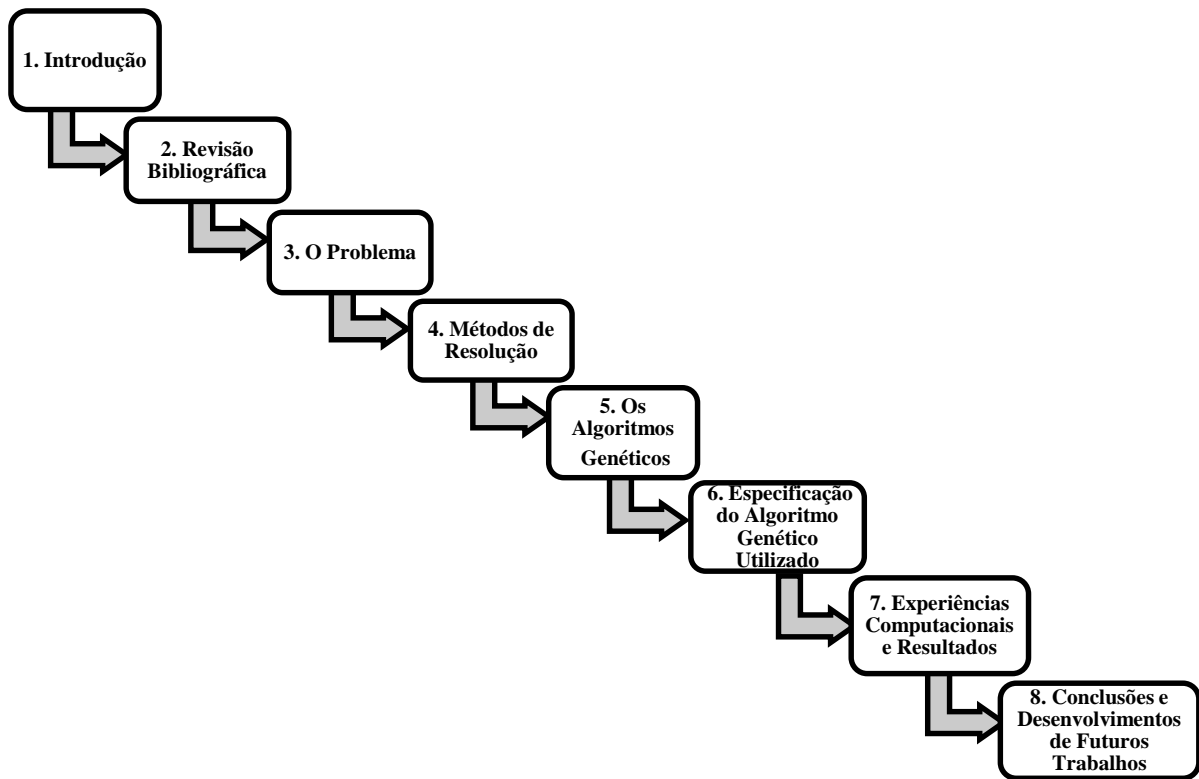 1. Introdução
2. Revisão
Bibliográfica
3. O Problema
4. Métodos de
Resolução
5. Os
Algoritmos
Genéticos
6. Especificação
do Algoritmo
Genético
Utilizado
7. Experiências
Computacionais
e Resultados
8. Conclusões e
Desenvolvimentos
de Futuros
Trabalhos